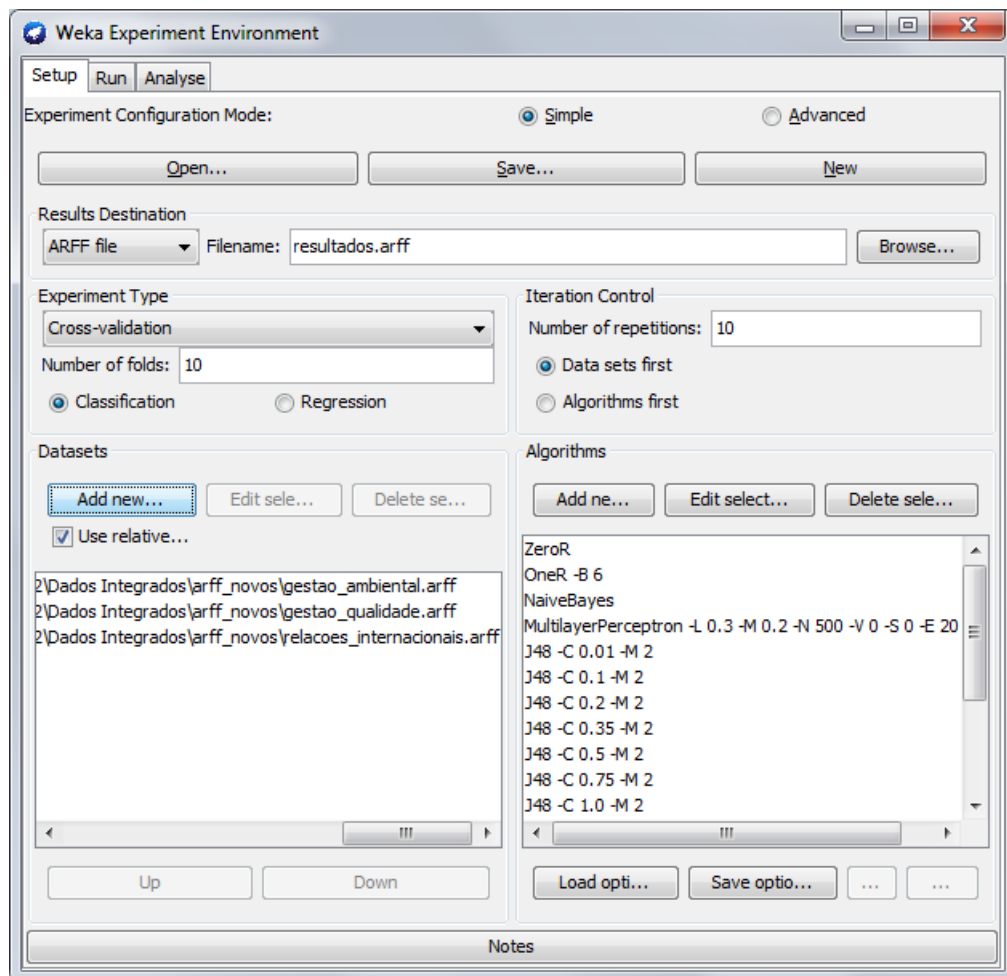 Weka Experiment Environment
Setup Run Analyse
Experiment Configuration Mode: Simple Advanced
Open... Save... New
Results Destination
ARFF file Filename: resultados.arff Browse...
Experiment Type
Cross-validation
Number of folds: 10
Classification Regression
Iteration Control
Number of repetitions: 10
Data sets first
Algorithms first
Datasets
Add new... Edit sele... Delete se...
Use relative...
2\Dados Integrados\arff_novos\gestao_ambiental.arff
2\Dados Integrados\arff_novos\gestao_qualidade.arff
2\Dados Integrados\arff_novos\relacoes_internacionais.arff
Up Down
Algorithms
Add ne... Edit select... Delete sele...
ZeroR
OneR -B 6
NaiveBayes
MultilayerPerceptron -L 0.3 -M 0.2 -N 500 -V 0 -S 0 -E 20
J48 -C 0.01 -M 2
J48 -C 0.1 -M 2
J48 -C 0.2 -M 2
J48 -C 0.35 -M 2
J48 -C 0.5 -M 2
J48 -C 0.75 -M 2
J48 -C 1.0 -M 2
Load opti... Save optio... ... ...
Notes